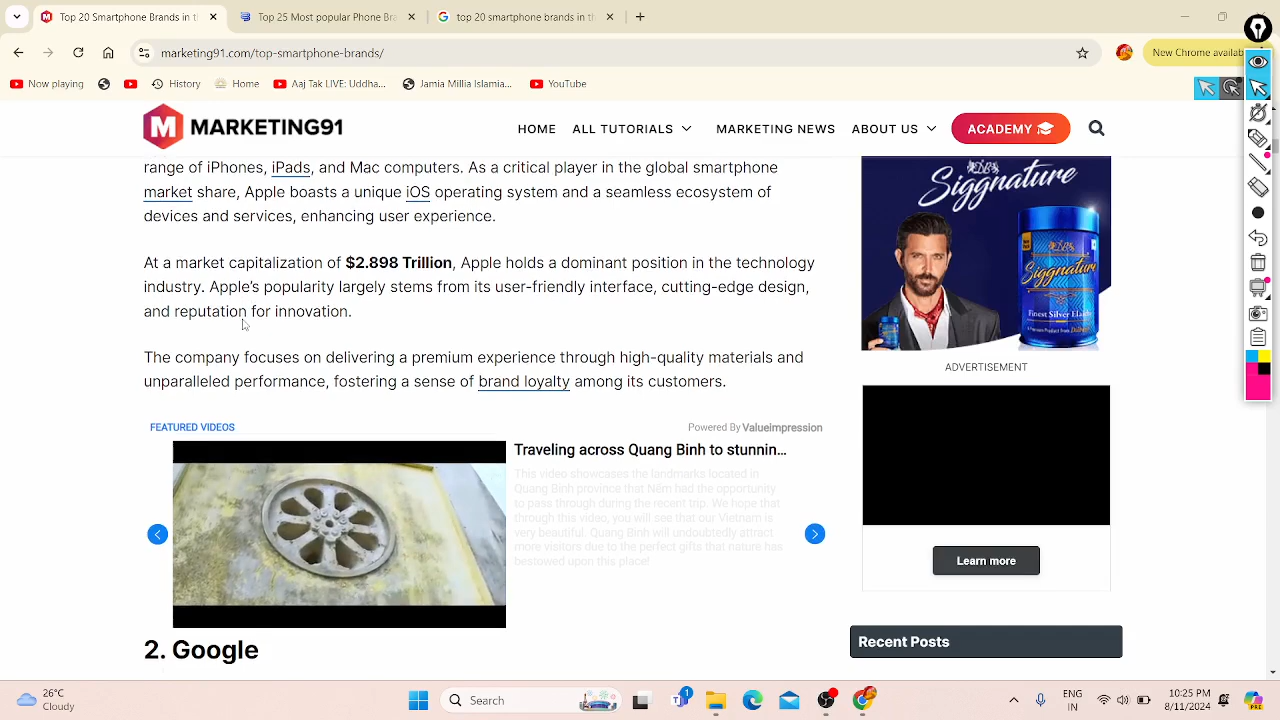 Top 20 smartphone brands in t
Top 25 Most popular Phone Bra
top 20 smartphone brands in th
marketing91.com/top-smartphone-brands/
New Chrome availab
Now playing
History
Home
Aaj Tak LIVE: Uddha...
Jamia Millia Islamia...
YouTube
M MARKETING91
HOME
ALL TUTORIALS
MARKETING NEWS
ABOUT US
ACADEMY
range of iPhones, iPads, and Mac computers. As a critical player in the global smartphone
market share, Apple boasts a unique iOS operating system and a seamless ecosystem of
devices and services, enhancing user experience.
At a market capitalization of $2.898 Trillion, Apple holds a dominant position in the technology
industry. Apple's popularity largely stems from its user-friendly interface, cutting-edge design,
and reputation for innovation.
The company focuses on delivering a premium experience through high-quality materials and
unparalleled performance, fostering a sense of brand loyalty among its customers.
FEATURED VIDEOS
Powered By Valueimpression
Traveling across Quang Binh to stunnin...
This video showcases the landmarks located in
Quang Binh province that Nêm had the opportunity
to pass through during the recent trip. We hope that
through this video, you will see that our Vietnam is
very beautiful. Quang Binh will undoubtedly attract
more visitors due to the perfect gifts that nature has
bestowed upon this place!
2. Google
Siggnature
Siggnature
Finest Silver Elaichi
ADVERTISEMENT
Learn more
Recent Posts
26°C
Cloudy
Search
1
ENG
IN
10:25 PM
8/11/2024
PRE